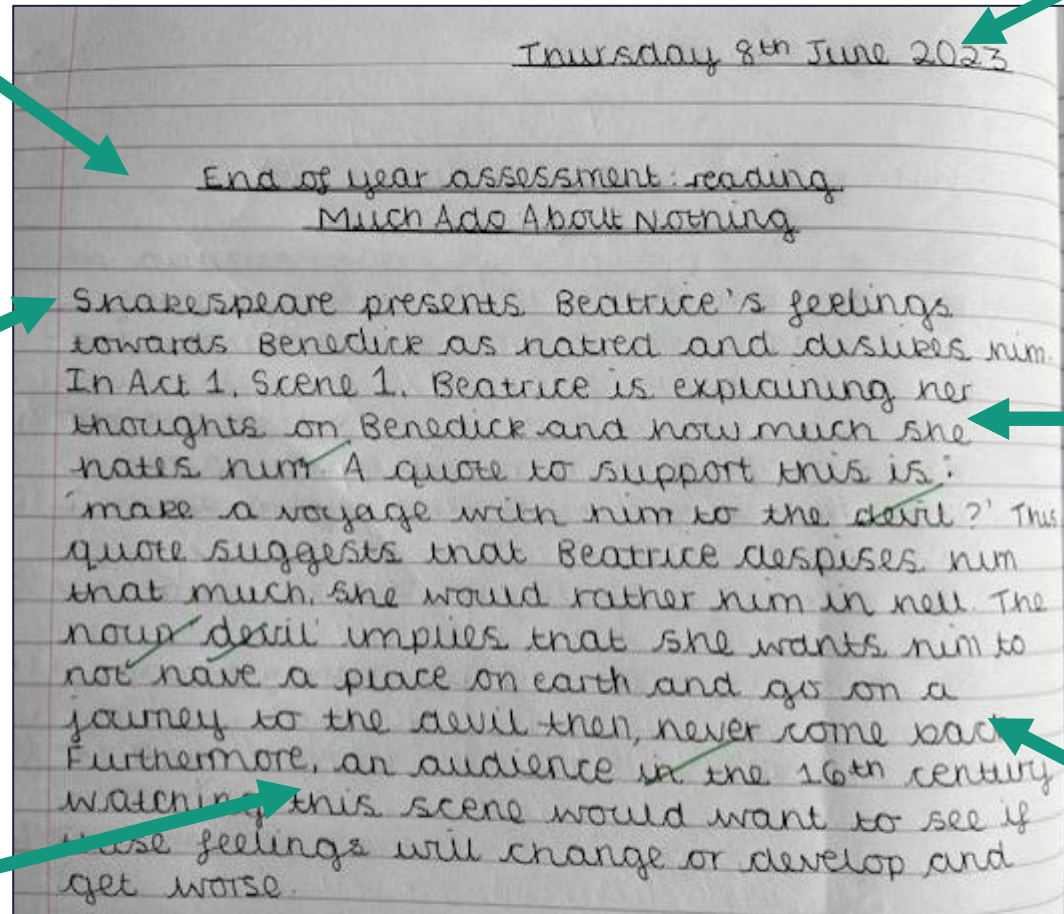 Thursday 8th June 2023
End of year assessment: reading
Much Ado About Nothing
Shakespeare presents Beatrice's feelings
towards Benedick as hatred and dislikes him.
In Act 1, Scene 1, Beatrice is explaining her
thoughts on Benedick and how much she
hates him. A quote to support this is:
'make a voyage with him to the devil?' This
quote suggests that Beatrice despises him
that much, she would rather him in hell. The
noun 'devil' implies that she wants him to
not have a place on earth and go on a
journey to the devil then, never come back.
Furthermore, an audience in the 16th century
watching this scene would want to see if
these feelings will change or develop and
get worse.